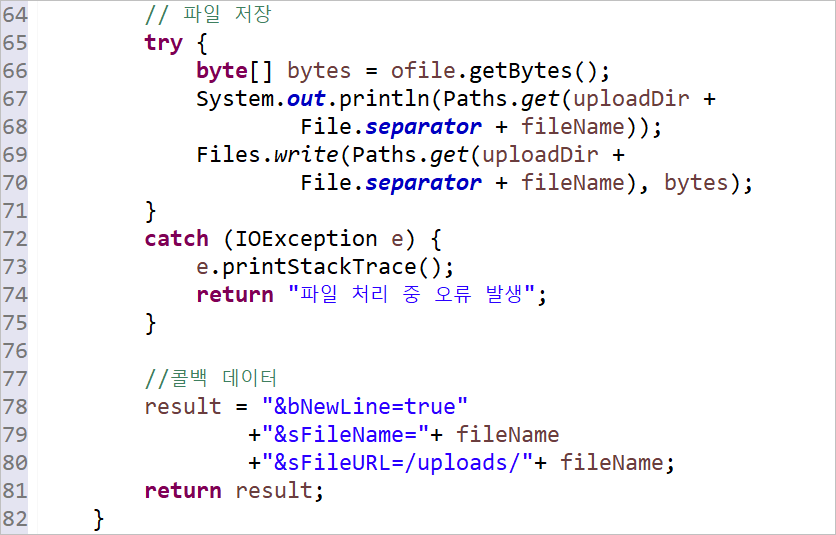 64 // 파일 저장
65 try {
66 byte[] bytes = ofile.getBytes();
67 System.out.println(Paths.get(uploadDir +
68 File.separator + fileName));
69 Files.write(Paths.get(uploadDir +
70 File.separator + fileName), bytes);
71 }
72 catch (IOException e) {
73 e.printStackTrace();
74 return "파일 처리 중 오류 발생";
75 }
76
77 //콜백 데이터
78 result = "&bNewLine=true"
79 +"&sFileName="+ fileName
80 +"&sFileURL=/uploads/"+ fileName;
81 return result;
82 }